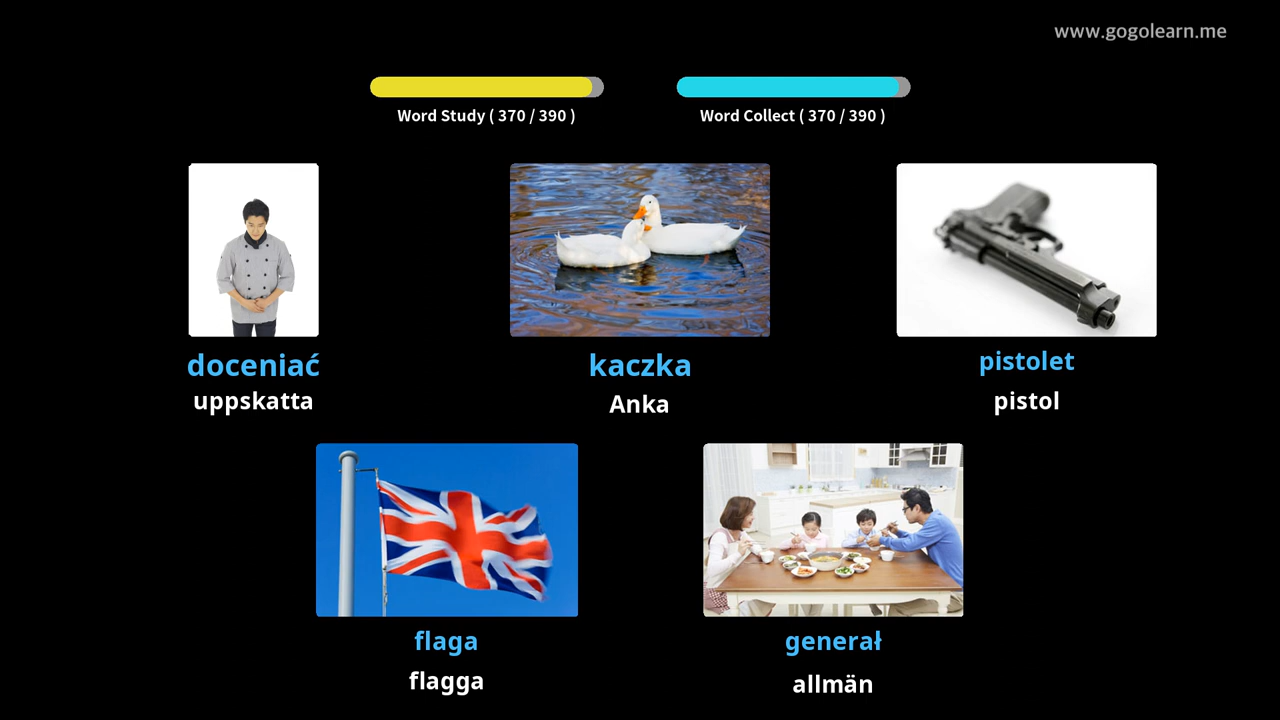 www.gogolearn.me
Word Study ( 370 / 390 )
Word Collect ( 370 / 390 )
doceniać
uppskatta
kaczka
Anka
pistolet
pistol
flaga
flagga
generał
allmän